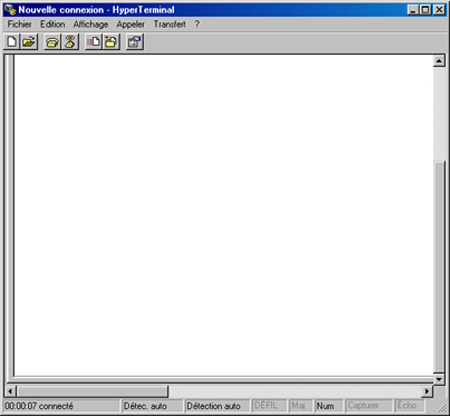 Nouvelle connexion - HyperTerminal
Fichier Edition Affichage Appeler Transfert ?
00:00:07 connecté Détec. auto Détection auto DÉFIL Maj Num Capturer Écho